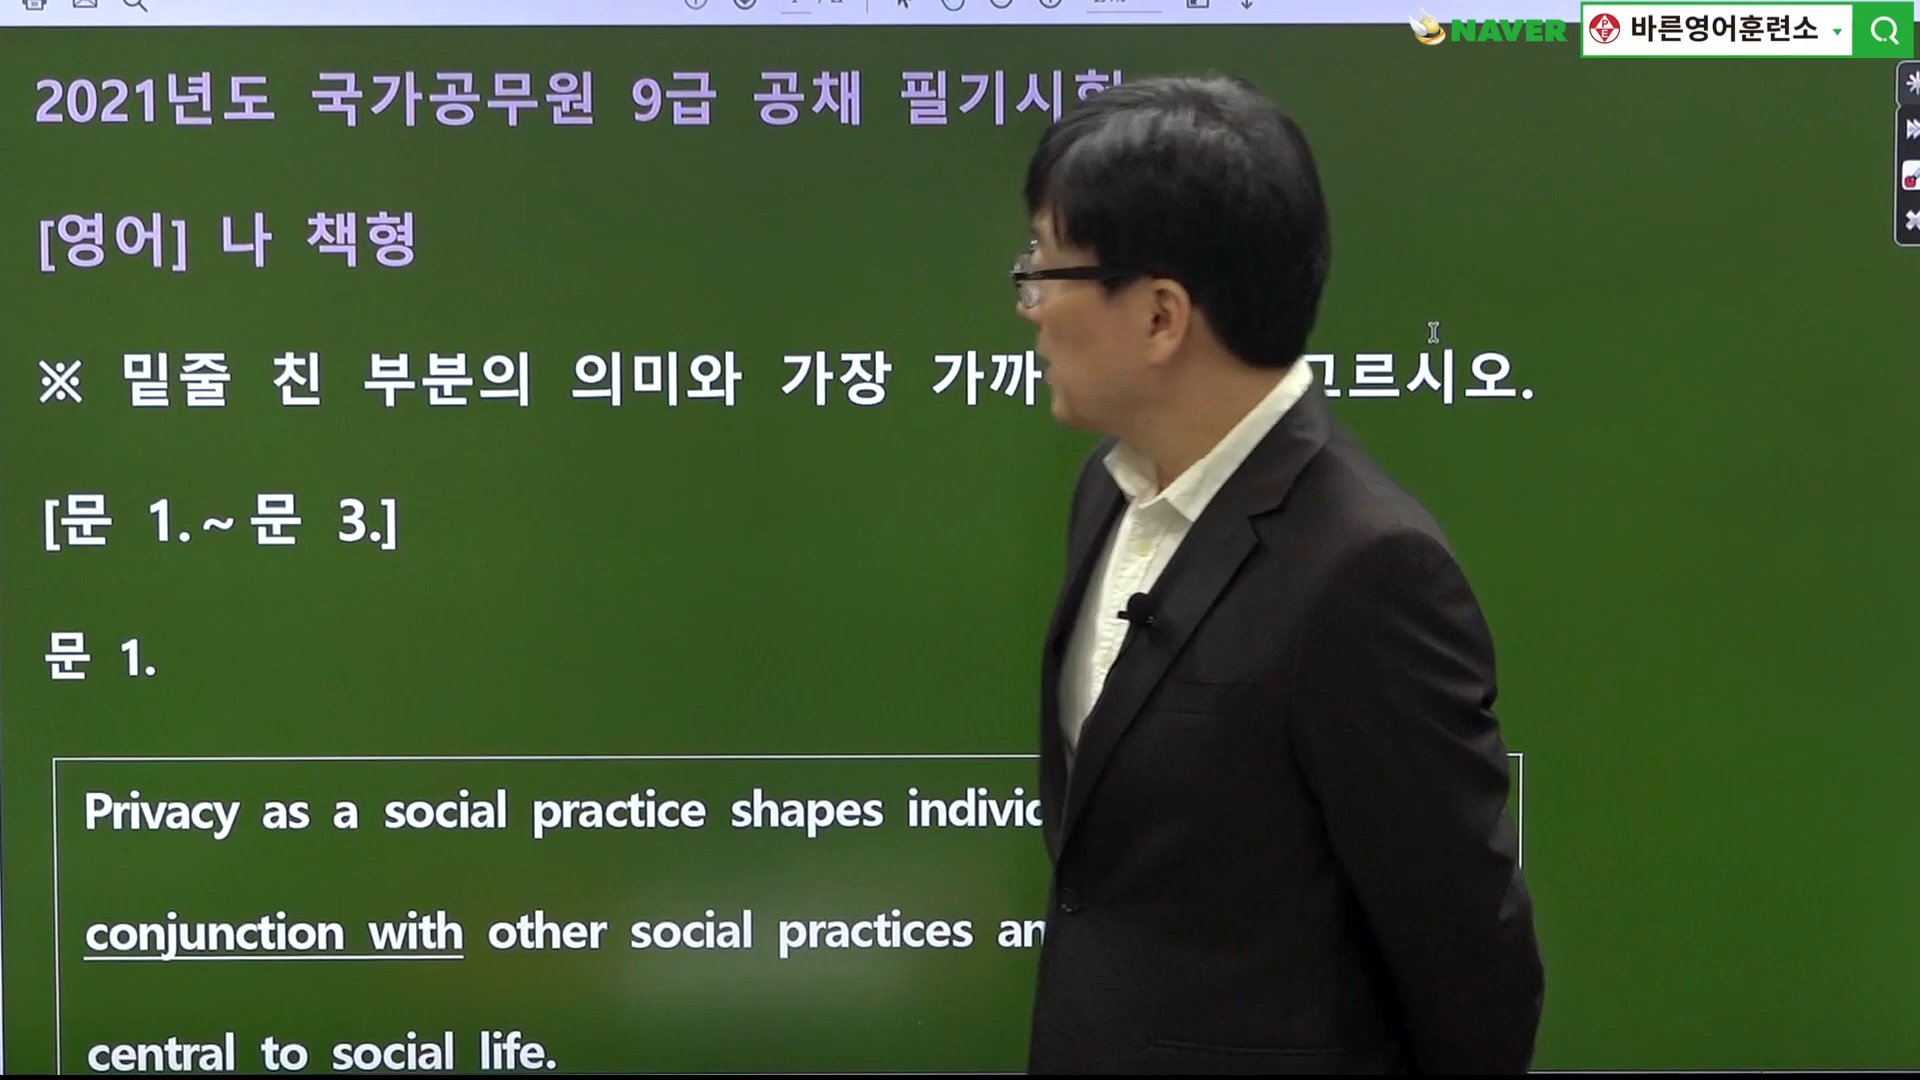 NAVER 바른영어훈련소
2021년도 국가공무원 9급 공채 필기시험
[영어] 나 책형
※ 밑줄 친 부분의 의미와 가장 가까 고르시오.
[문 1.~문 3.]
문 1.
Privacy as a social practice shapes
conjunction with other social practices
central to social life.